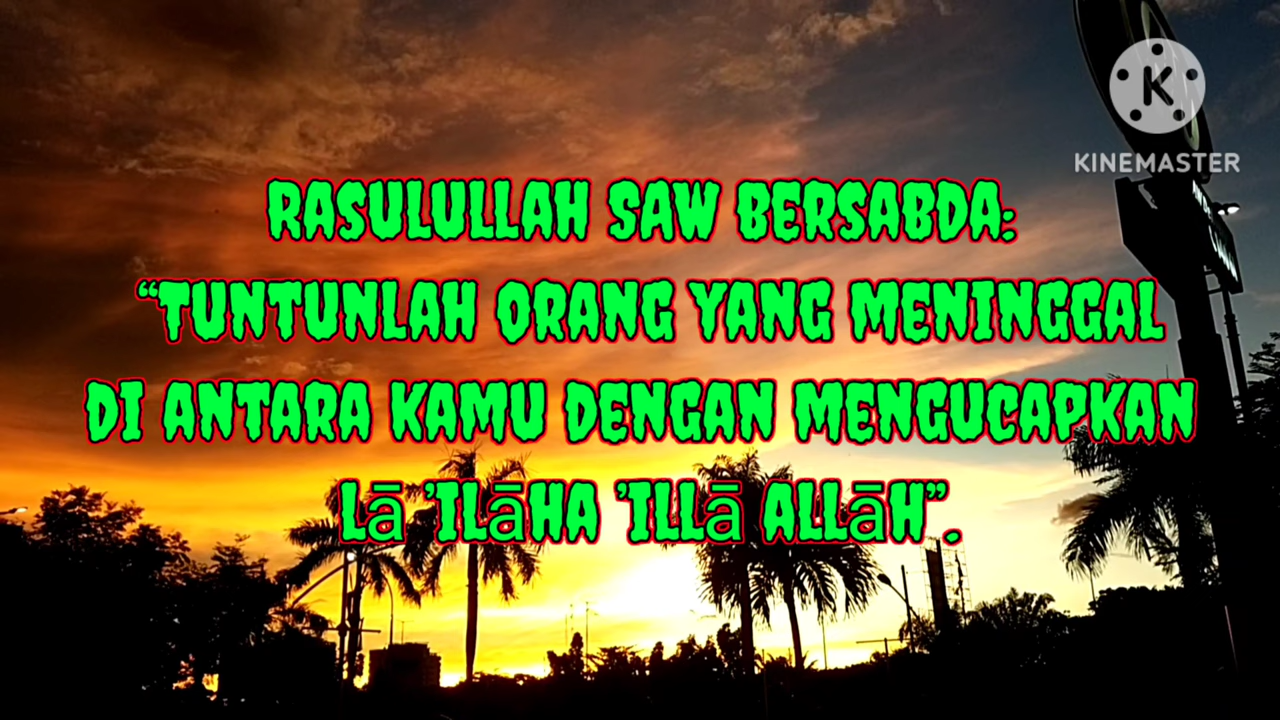 KINEMASTER
RASULULLAH SAW BERSABDA:
“TUNTUNLAH ORANG YANG MENINGGAL
DI ANTARA KAMU DENGAN MENGUCAPKAN
Lā ’ILāHA ’ILLā ALLāH”.